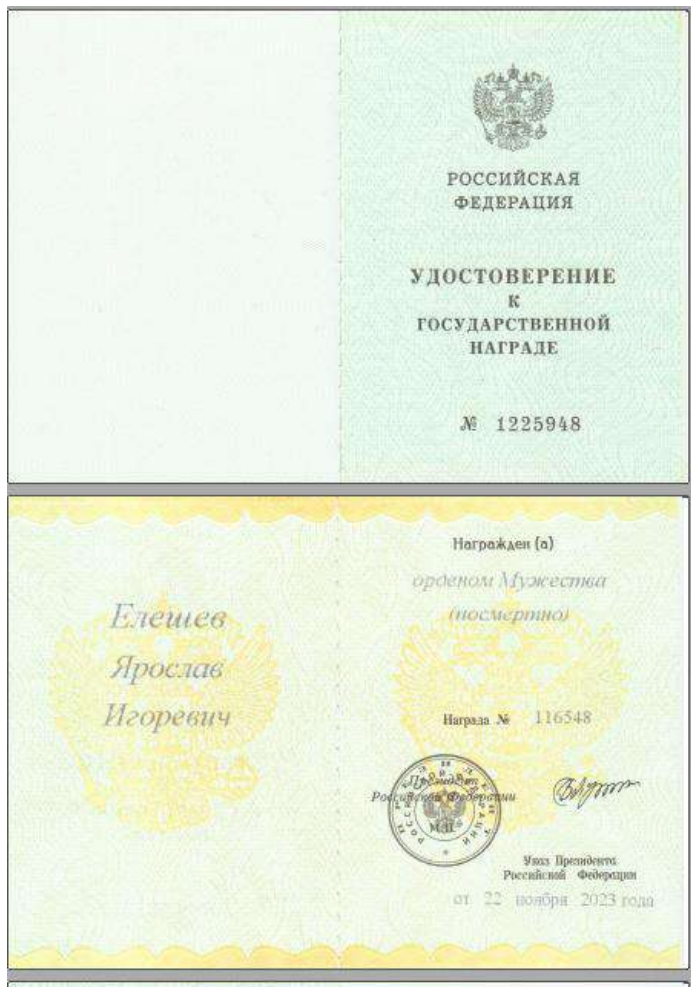 РОССИЙСКАЯ
ФЕДЕРАЦИЯ
УДОСТОВЕРЕНИЕ
К
ГОСУДАРСТВЕННОЙ
НАГРАДЕ
№ 1225948
Елешев
Ярослав
Игоревич
Награжден (а)
орденом Мужества
(посмертно)
Награда № 116548
Президент
Российской Федерации
М.П.
Указ Президента
Российской Федерации
от 22 ноября 2023 года